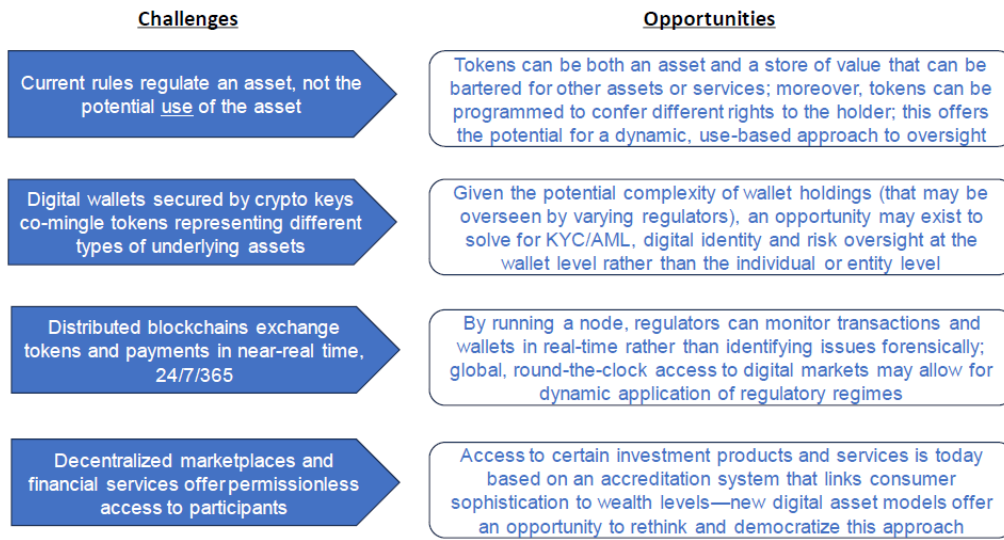 Challenges
Opportunities
Current rules regulate an asset, not the
potential use of the asset
Tokens can be both an asset and a store of value that can be
bartered for other assets or services; moreover, tokens can be
programmed to confer different rights to the holder; this offers
the potential for a dynamic, use-based approach to oversight
Digital wallets secured by crypto keys
co-mingle tokens representing different
types of underlying assets
Given the potential complexity of wallet holdings (that may be
overseen by varying regulators), an opportunity may exist to
solve for KYC/AML, digital identity and risk oversight at the
wallet level rather than the individual or entity level
Distributed blockchains exchange
tokens and payments in near-real time,
24/7/365
By running a node, regulators can monitor transactions and
wallets in real-time rather than identifying issues forensically;
global, round-the-clock access to digital markets may allow for
dynamic application of regulatory regimes
Decentralized marketplaces and
financial services offer permissionless
access to participants
Access to certain investment products and services is today
based on an accreditation system that links consumer
sophistication to wealth levels—new digital asset models offer
an opportunity to rethink and democratize this approach